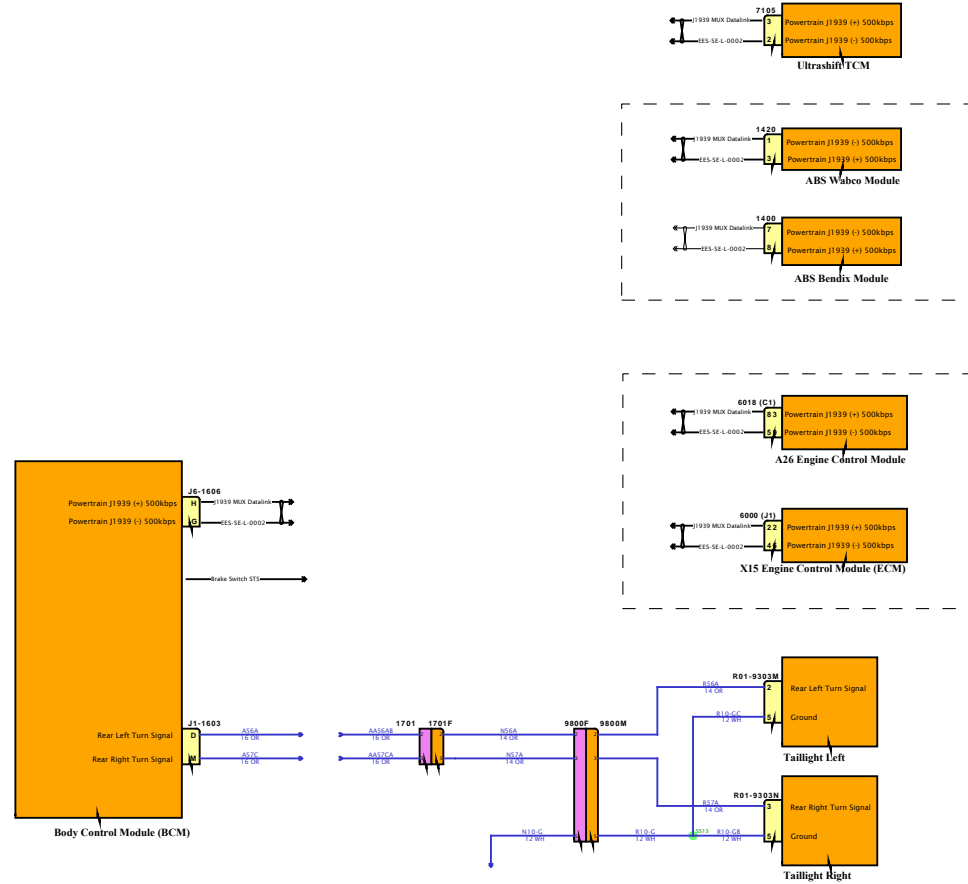 7105
J1939 MUX Datalink 3 Powertrain J1939 (+) 500kbps
EES-SE-L-0002 2 Powertrain J1939 (-) 500kbps
Ultrashift TCM
1420
J1939 MUX Datalink 1 Powertrain J1939 (-) 500kbps
EES-SE-L-0002 3 Powertrain J1939 (+) 500kbps
ABS Wabco Module
1400
J1939 MUX Datalink 7 Powertrain J1939 (-) 500kbps
EES-SE-L-0002 8 Powertrain J1939 (+) 500kbps
ABS Bendix Module
6018 (C1)
J1939 MUX Datalink 83 Powertrain J1939 (+) 500kbps
EES-SE-L-0002 59 Powertrain J1939 (-) 500kbps
A26 Engine Control Module
6000 (J1)
J1939 MUX Datalink 22 Powertrain J1939 (+) 500kbps
EES-SE-L-0002 46 Powertrain J1939 (-) 500kbps
X15 Engine Control Module (ECM)
J6-1606
Powertrain J1939 (+) 500kbps H J1939 MUX Datalink
Powertrain J1939 (-) 500kbps G EES-SE-L-0002
Brake Switch STS
J1-1603
Rear Left Turn Signal D A56A
16 OR
Rear Right Turn Signal M A57C
16 OR
Body Control Module (BCM)
1701 1701F
AA56AB
16 OR
2 2
N56A
14 OR
AA57CA
16 OR
N57A
14 OR
9800F 9800M
N10-G
12 WH
R10-G
12 WH
SS13
R10-GB
12 WH
R01-9303M
R56A
14 OR
2 Rear Left Turn Signal
R10-GC
12 WH
5 Ground
Taillight Left
R01-9303N
R57A
14 OR
3 Rear Right Turn Signal
5 Ground
Taillight Right